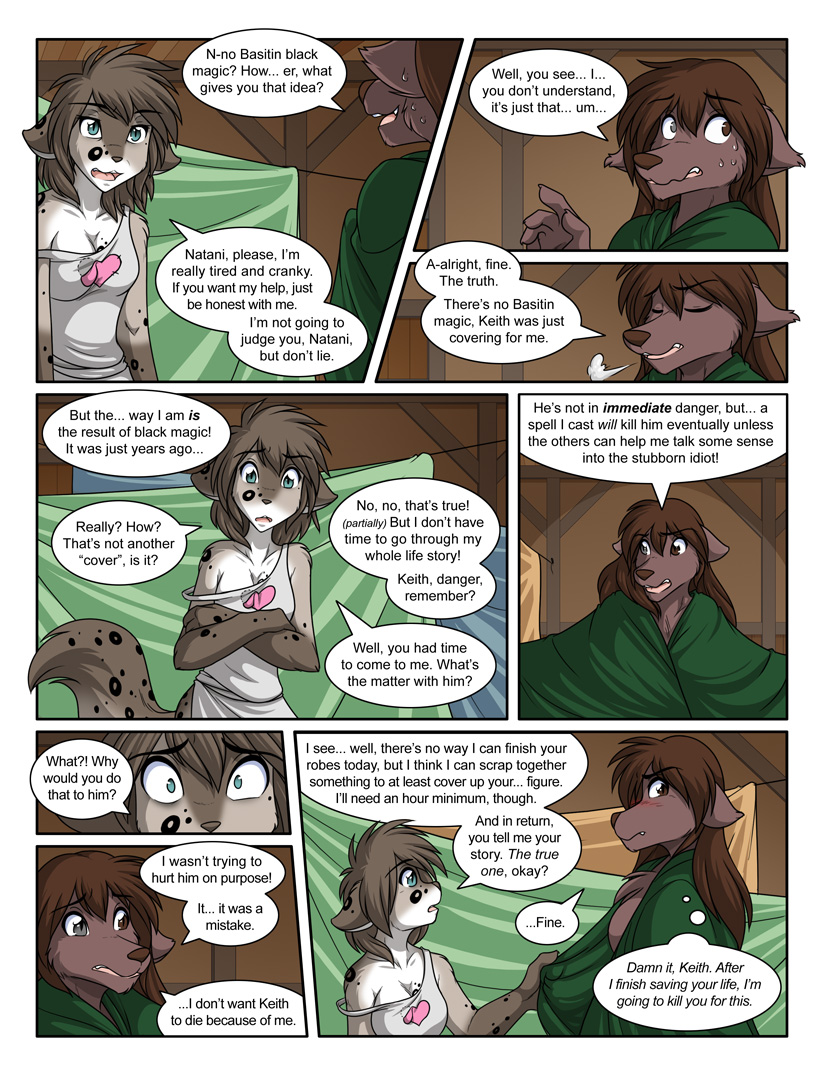 N-no Basitin black
magic? How... er, what
gives you that idea?
Natani, please, I'm
really tired and cranky.
If you want my help, just
be honest with me.
I'm not going to
judge you, Natani,
but don't lie.
Well, you see... I...
you don't understand,
it's just that... um...
A-alright, fine.
The truth.
There's no Basitin
magic, Keith was just
covering for me.
But the... way I am is
the result of black magic!
It was just years ago...
Really? How?
That's not another
“cover”, is it?
No, no, that's true!
(partially) But I don't have
time to go through my
whole life story!
Keith, danger,
remember?
Well, you had time
to come to me. What's
the matter with him?
He's not in immediate danger, but... a
spell I cast will kill him eventually unless
the others can help me talk some sense
into the stubborn idiot!
What?! Why
would you do
that to him?
I wasn't trying to
hurt him on purpose!
It... it was a
mistake.
...I don't want Keith
to die because of me.
I see... well, there's no way I can finish your
robes today, but I think I can scrap together
something to at least cover up your... figure.
I'll need an hour minimum, though.
And in return,
you tell me your
story. The true
one, okay?
...Fine.
Damn it, Keith. After
I finish saving your life, I'm
going to kill you for this.